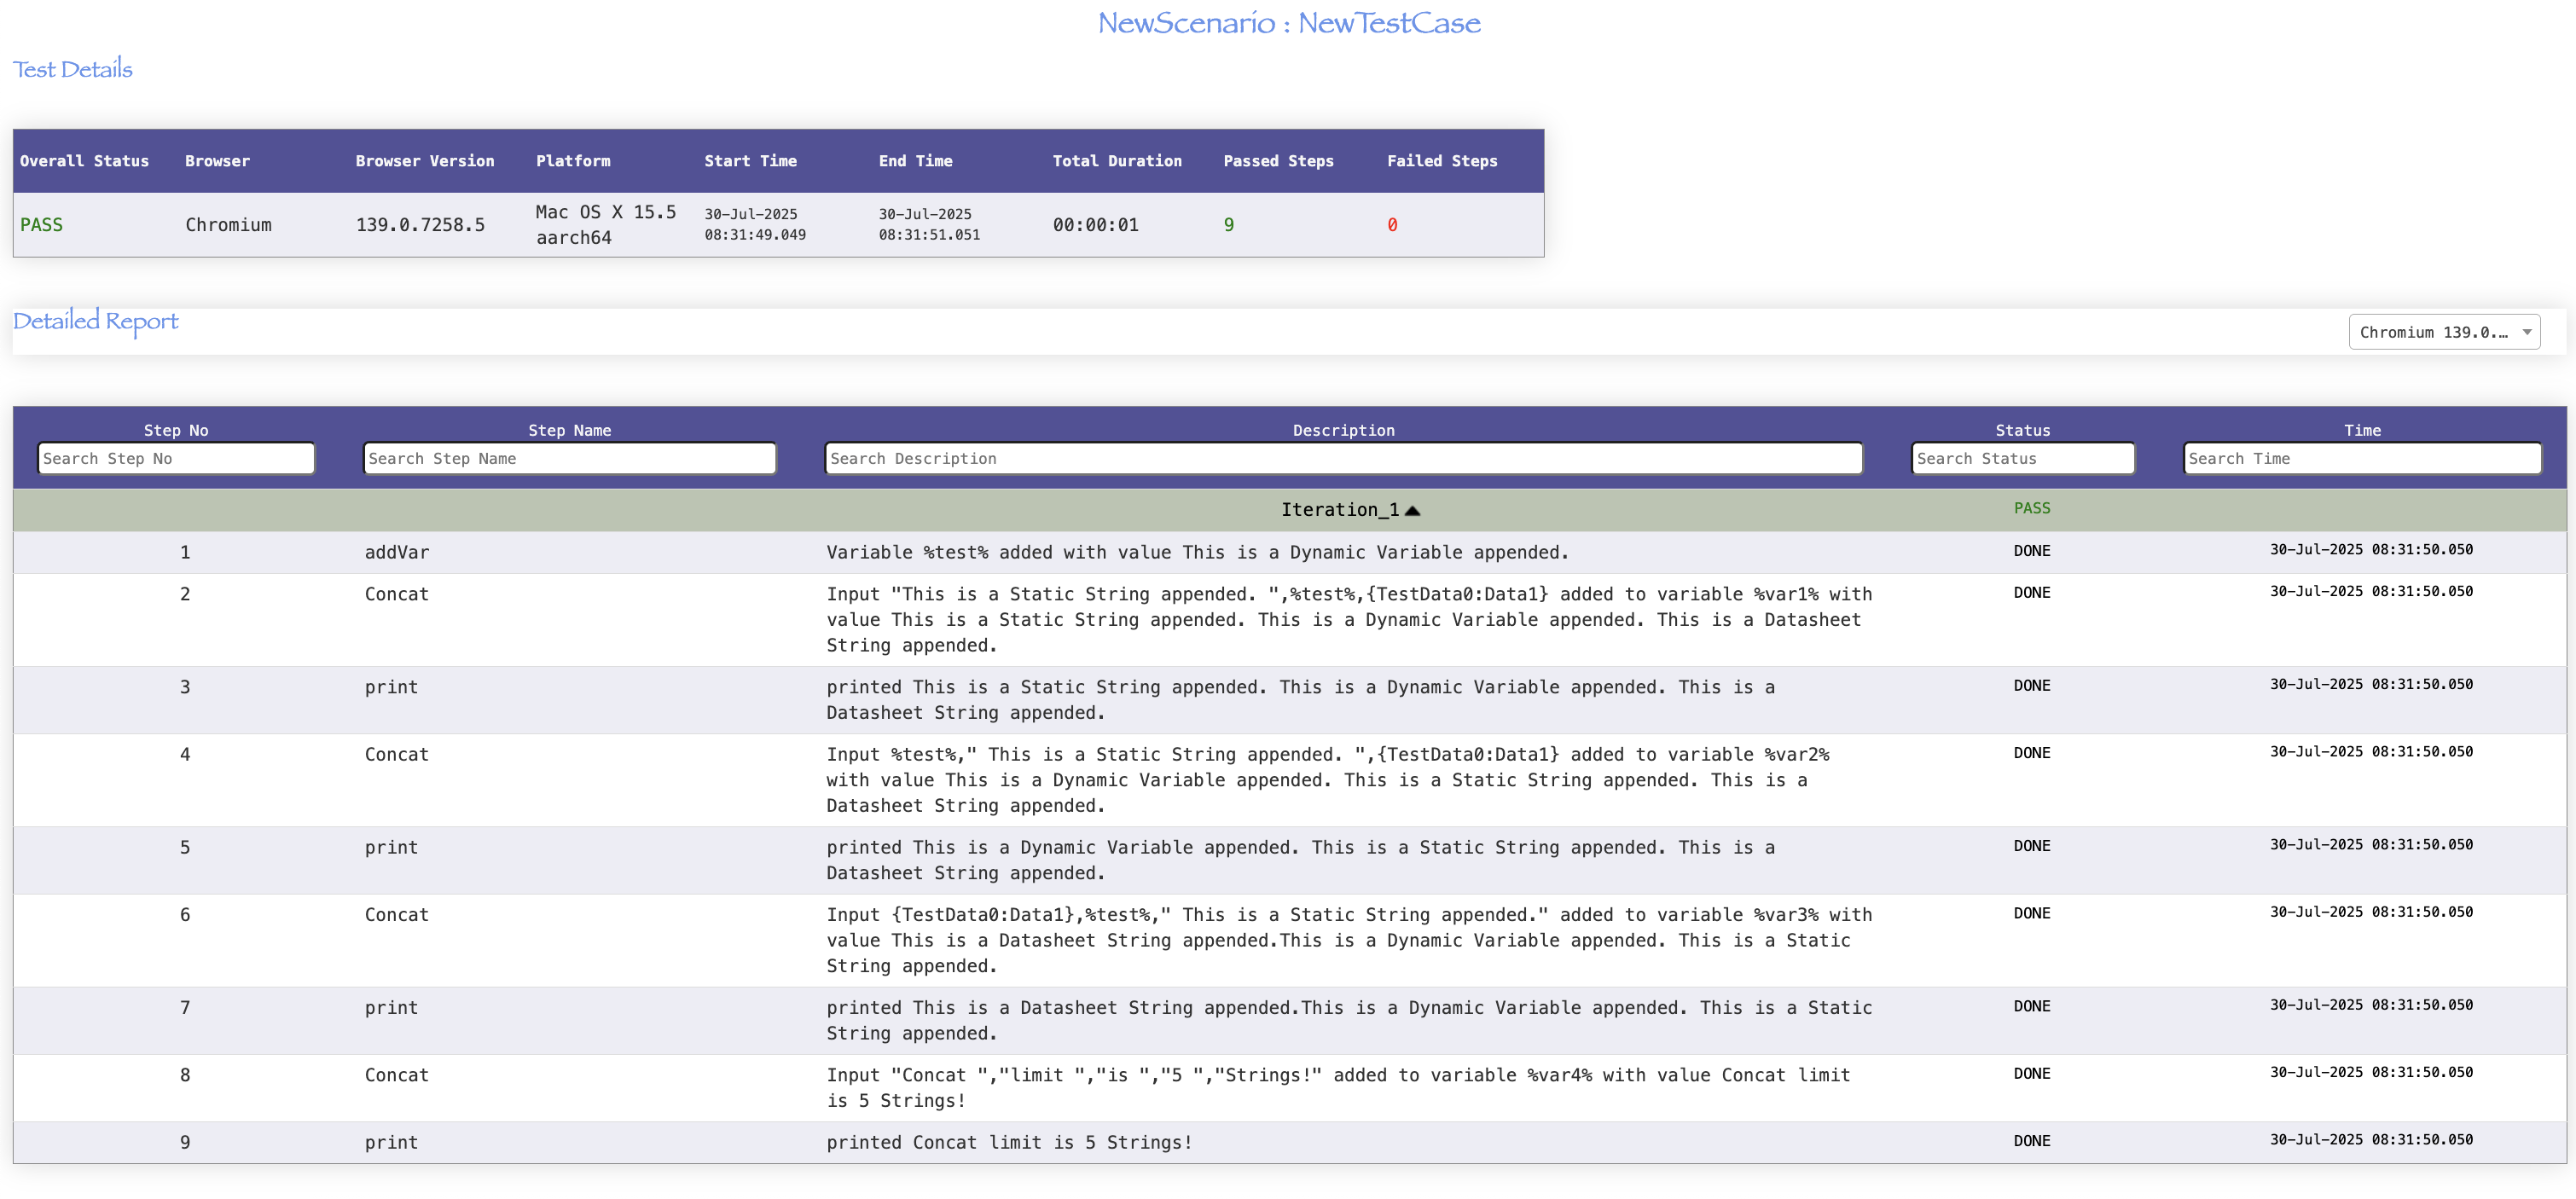 NewScenario : NewTestCase
Test Details
Overall Status Browser Browser Version Platform Start Time End Time Total Duration Passed Steps Failed Steps
PASS Chromium 139.0.7258.5 Mac OS X 15.5 aarch64 30-Jul-2025 08:31:49.049 30-Jul-2025 08:31:51.051 00:00:01 9 0
Detailed Report
Chromium 139.0....
Step No Step Name Description Status Time
Search Step No Search Step Name Search Description Search Status Search Time
Iteration_1 PASS
1 addVar Variable %test% added with value This is a Dynamic Variable appended. DONE 30-Jul-2025 08:31:50.050
2 Concat Input "This is a Static String appended. ",%test%,{TestData0:Data1} added to variable %var1% with DONE 30-Jul-2025 08:31:50.050
value This is a Static String appended. This is a Dynamic Variable appended. This is a Datasheet
String appended.
3 print printed This is a Static String appended. This is a Dynamic Variable appended. This is a DONE 30-Jul-2025 08:31:50.050
Datasheet String appended.
4 Concat Input %test%," This is a Static String appended. ",{TestData0:Data1} added to variable %var2% DONE 30-Jul-2025 08:31:50.050
with value This is a Dynamic Variable appended. This is a Static String appended. This is a
Datasheet String appended.
5 print printed This is a Dynamic Variable appended. This is a Static String appended. This is a DONE 30-Jul-2025 08:31:50.050
Datasheet String appended.
6 Concat Input {TestData0:Data1},%test%," This is a Static String appended." added to variable %var3% with DONE 30-Jul-2025 08:31:50.050
value This is a Datasheet String appended.This is a Dynamic Variable appended. This is a Static
String appended.
7 print printed This is a Datasheet String appended.This is a Dynamic Variable appended. This is a Static DONE 30-Jul-2025 08:31:50.050
String appended.
8 Concat Input "Concat ","limit ","is ","5 ","Strings!" added to variable %var4% with value Concat limit DONE 30-Jul-2025 08:31:50.050
is 5 Strings!
9 print printed Concat limit is 5 Strings! DONE 30-Jul-2025 08:31:50.050